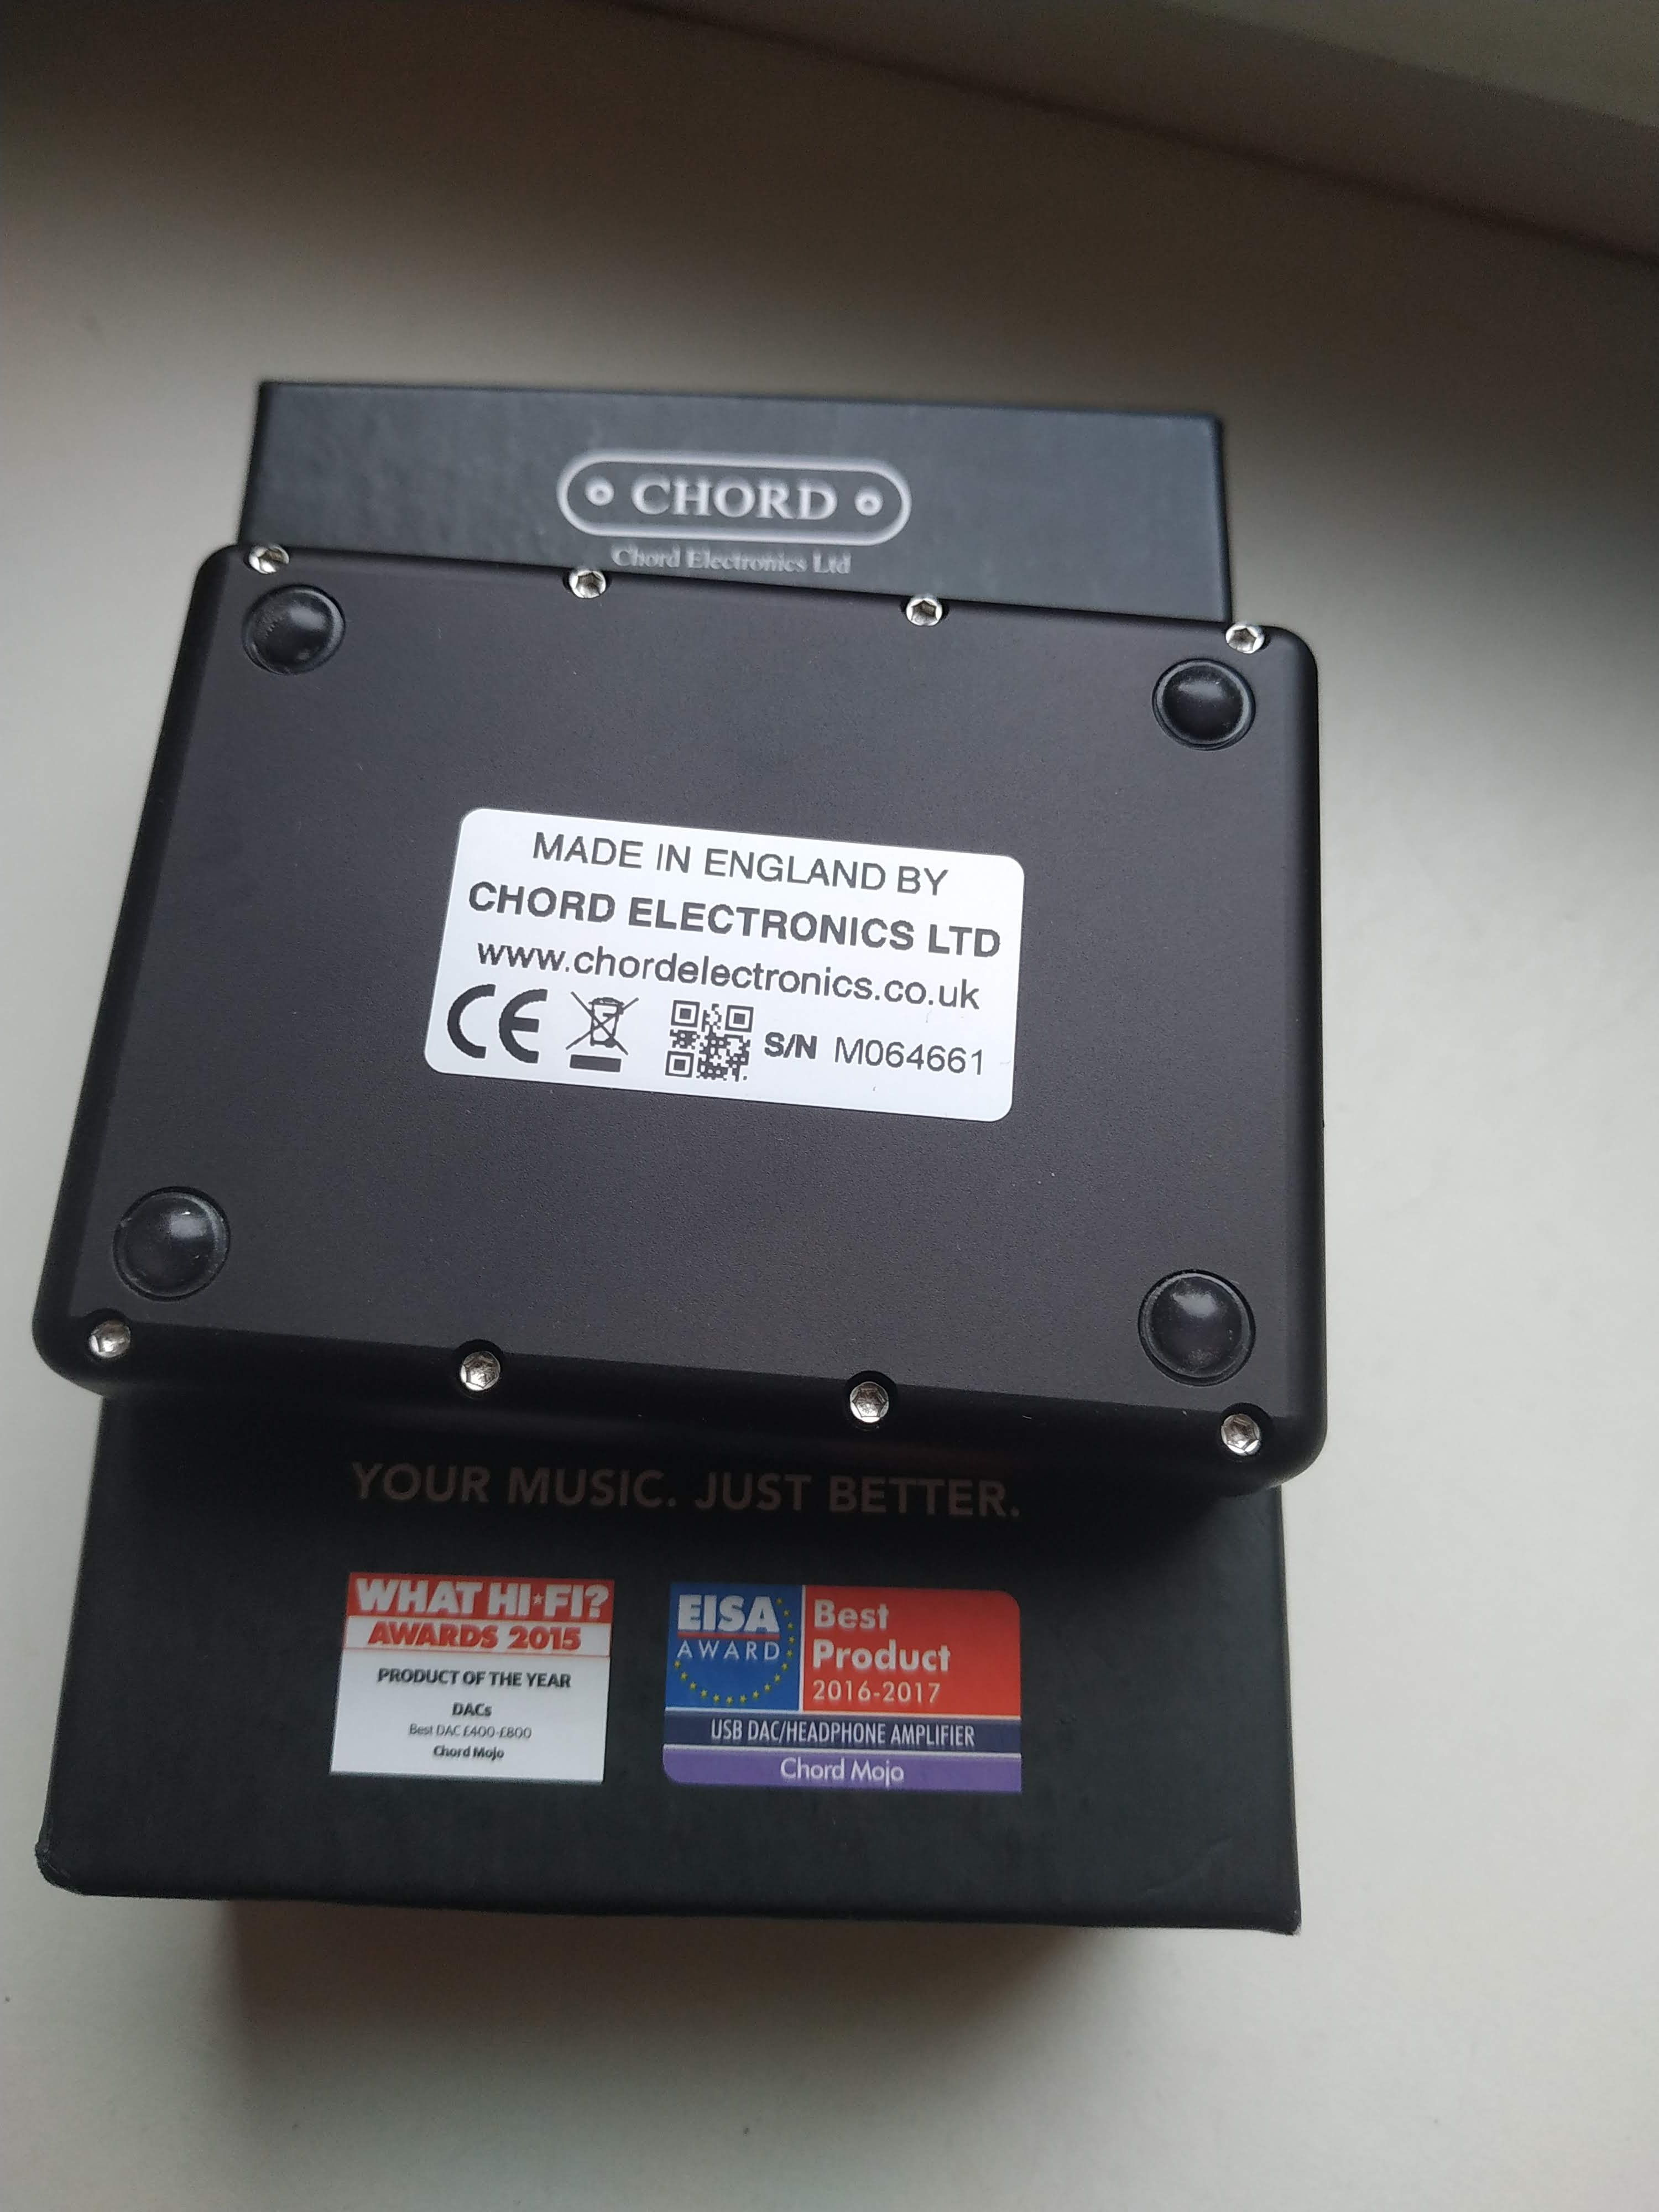 CHORD
Chord Electronics Ltd
MADE IN ENGLAND BY
CHORD ELECTRONICS LTD
www.chordelectronics.co.uk
CE S/N M064661
YOUR MUSIC. JUST BETTER.
WHAT HI★FI?
AWARDS 2015
PRODUCT OF THE YEAR
DACs
Best DAC £400-£800
Chord Mojo
EISA
AWARD
Best
Product
2016-2017
USB DAC/HEADPHONE AMPLIFIER
Chord Mojo